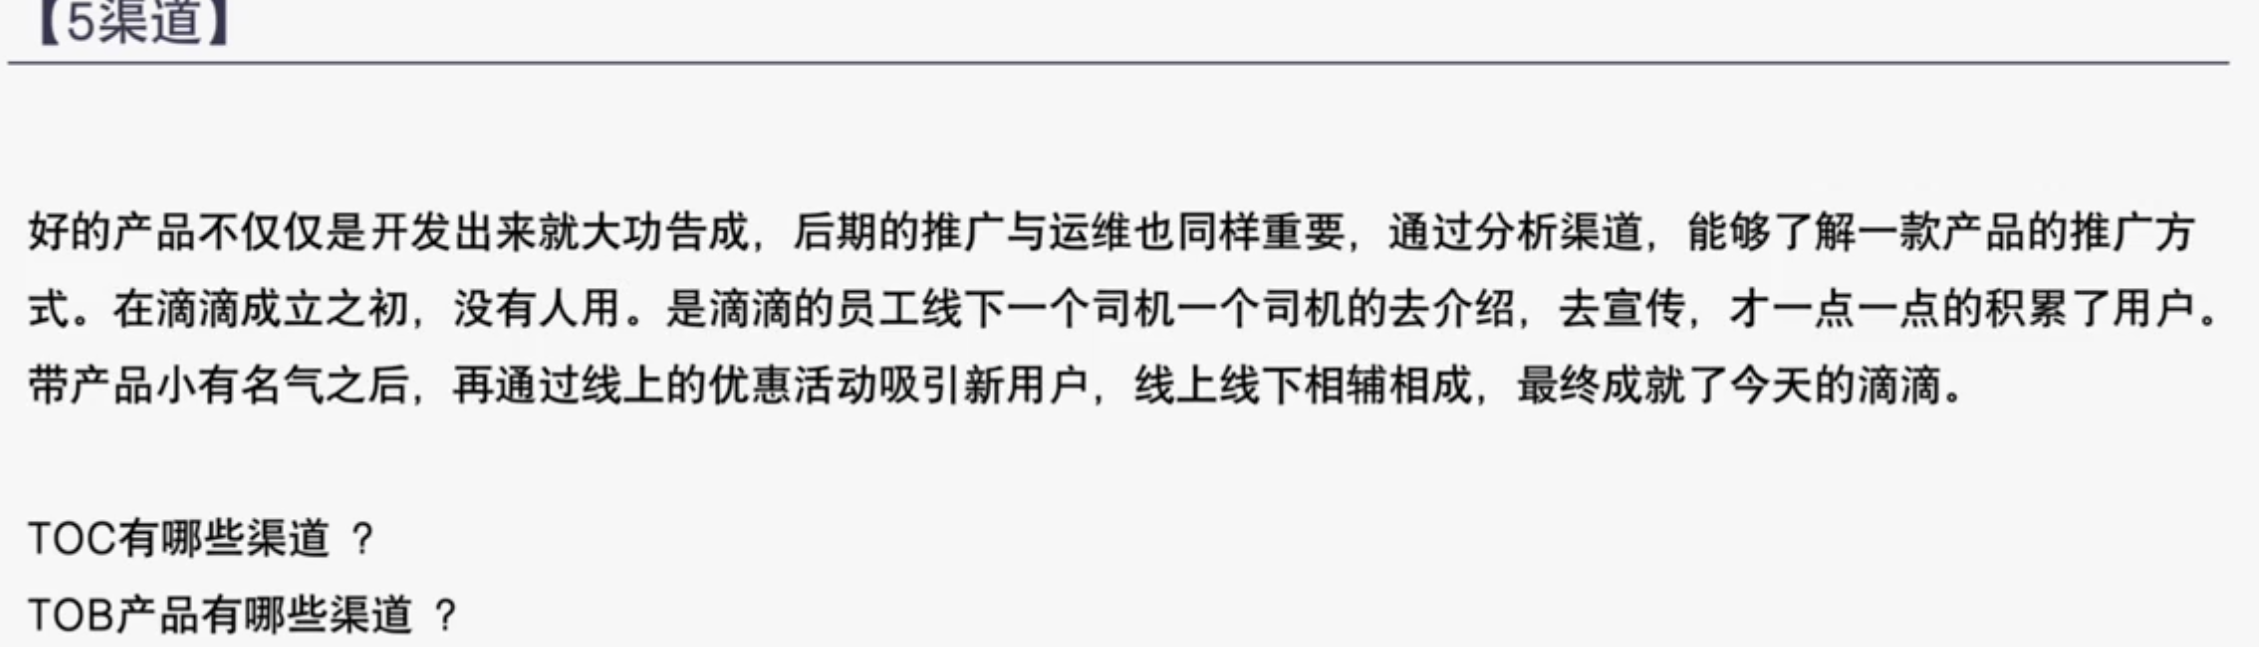 【5渠道】
好的产品不仅仅是开发出来就大功告成，后期的推广与运维也同样重要，通过分析渠道，能够了解一款产品的推广方
式。在滴滴成立之初，没有人用。是滴滴的员工线下一个司机一个司机的去介绍，去宣传，才一点一点的积累了用户。
带产品小有名气之后，再通过线上的优惠活动吸引新用户，线上线下相辅相成，最终成就了今天的滴滴。
TOC有哪些渠道 ？
TOB产品有哪些渠道 ？